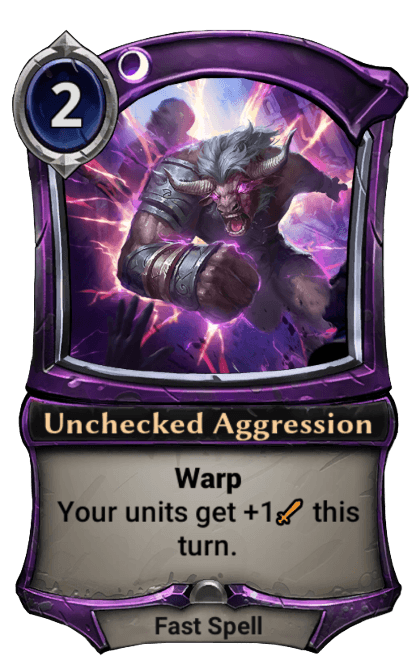 2
Unchecked Aggression
Warp
Your units get +1 this
turn.
Fast Spell